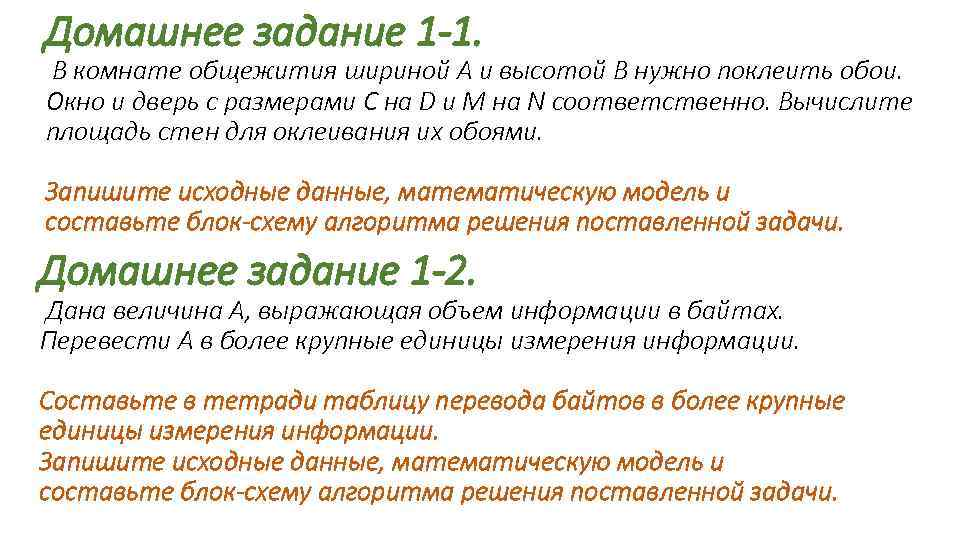 Домашнее задание 1-1.
В комнате общежития шириной A и высотой B нужно поклеить обои.
Окно и дверь с размерами C на D и M на N соответственно. Вычислите
площадь стен для оклеивания их обоями.
Запишите исходные данные, математическую модель и
составьте блок-схему алгоритма решения поставленной задачи.
Домашнее задание 1-2.
Дана величина A, выражающая объем информации в байтах.
Перевести A в более крупные единицы измерения информации.
Составьте в тетради таблицу перевода байтов в более крупные
единицы измерения информации.
Запишите исходные данные, математическую модель и
составьте блок-схему алгоритма решения поставленной задачи.